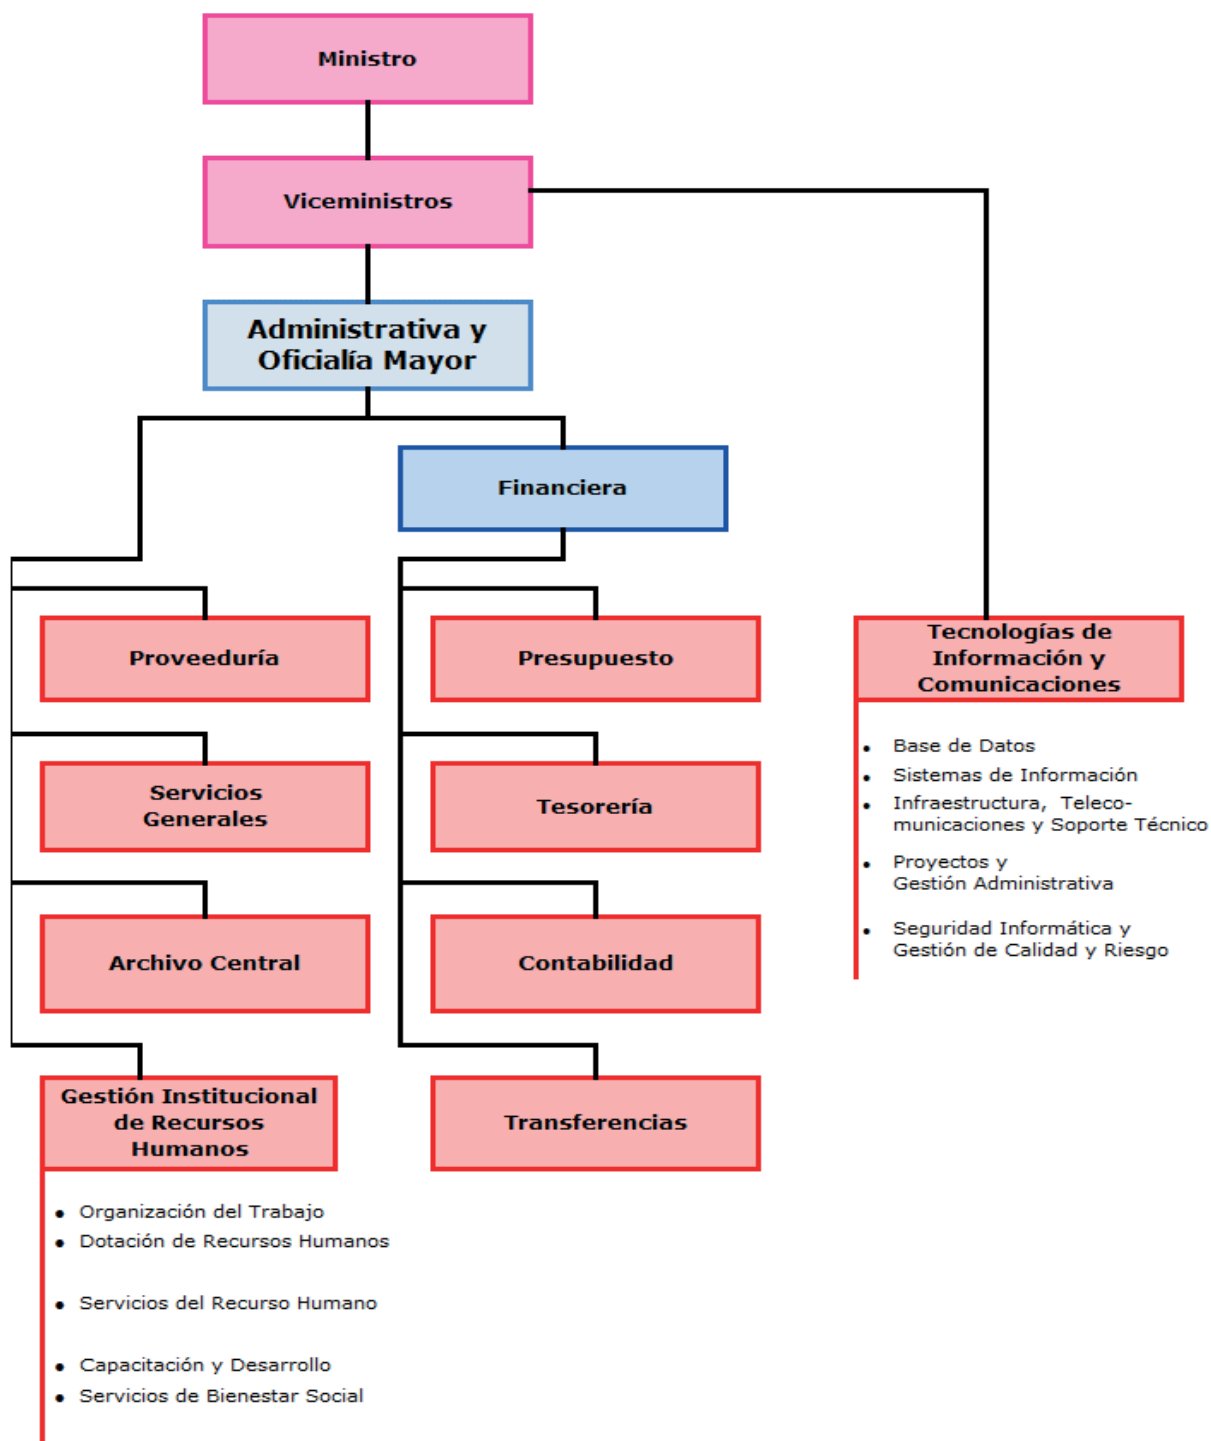 Ministro
Viceministros
Administrativa y
Oficialía Mayor
Financiera
Proveeduría
Presupuesto
Tecnologías de
Información y
Comunicaciones
Servicios
Generales
Tesorería
• Base de Datos
• Sistemas de Información
• Infraestructura, Teleco-
municaciones y Soporte Técnico
• Proyectos y
Gestión Administrativa
• Seguridad Informática y
Gestión de Calidad y Riesgo
Archivo Central
Contabilidad
Gestión Institucional
de Recursos
Humanos
Transferencias
• Organización del Trabajo
• Dotación de Recursos Humanos
• Servicios del Recurso Humano
• Capacitación y Desarrollo
• Servicios de Bienestar Social